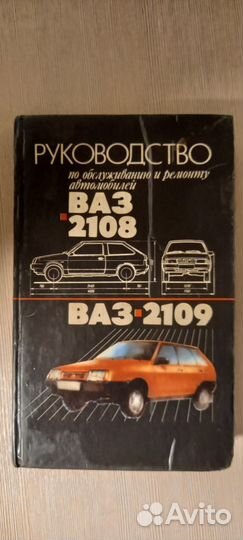 РУКОВОДСТВО
по обслуживанию и ремонту
автомобилей
ВАЗ
2108
ВАЗ-2109
Avito